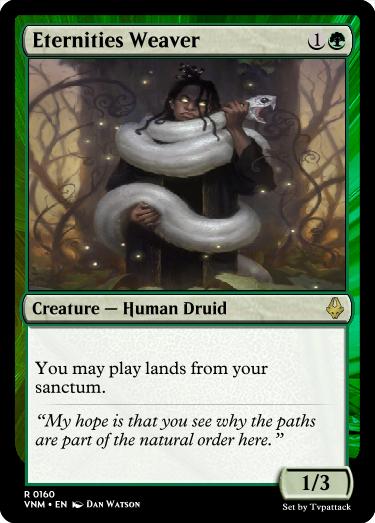 Eternities Weaver 1
Creature — Human Druid
You may play lands from your
sanctum.
“My hope is that you see why the paths
are part of the natural order here.”
1/3
R 0160
VNM • EN DAN WATSON
Set by Tvpattack